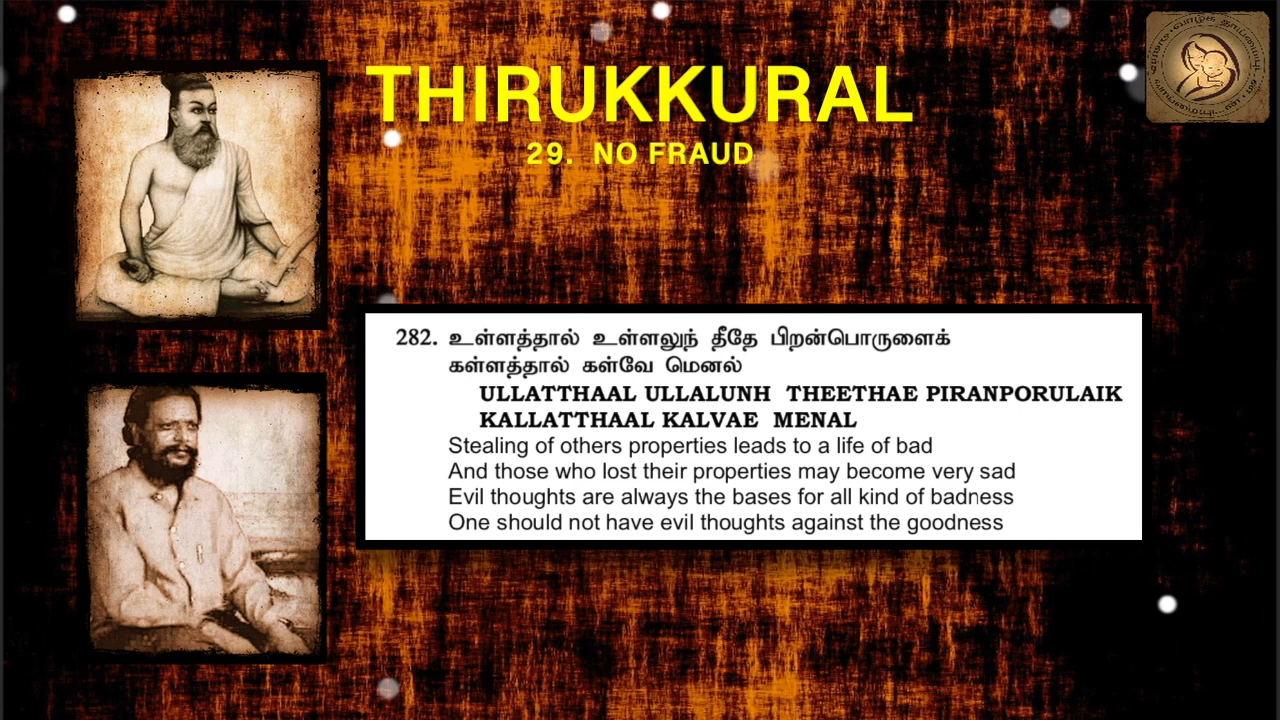 THIRUKKURAL
29. NO FRAUD
282. உள்ளத்தால் உள்ளலுந் தீதே பிறன்பொருளைக்
கள்ளத்தால் கள்வே மெனல்
ULLATTHAAL ULLALUNH THEETHAE PIRANPORULAIK
KALLATTHAAL KALVAE MENAL
Stealing of others properties leads to a life of bad
And those who lost their properties may become very sad
Evil thoughts are always the bases for all kind of badness
One should not have evil thoughts against the goodness